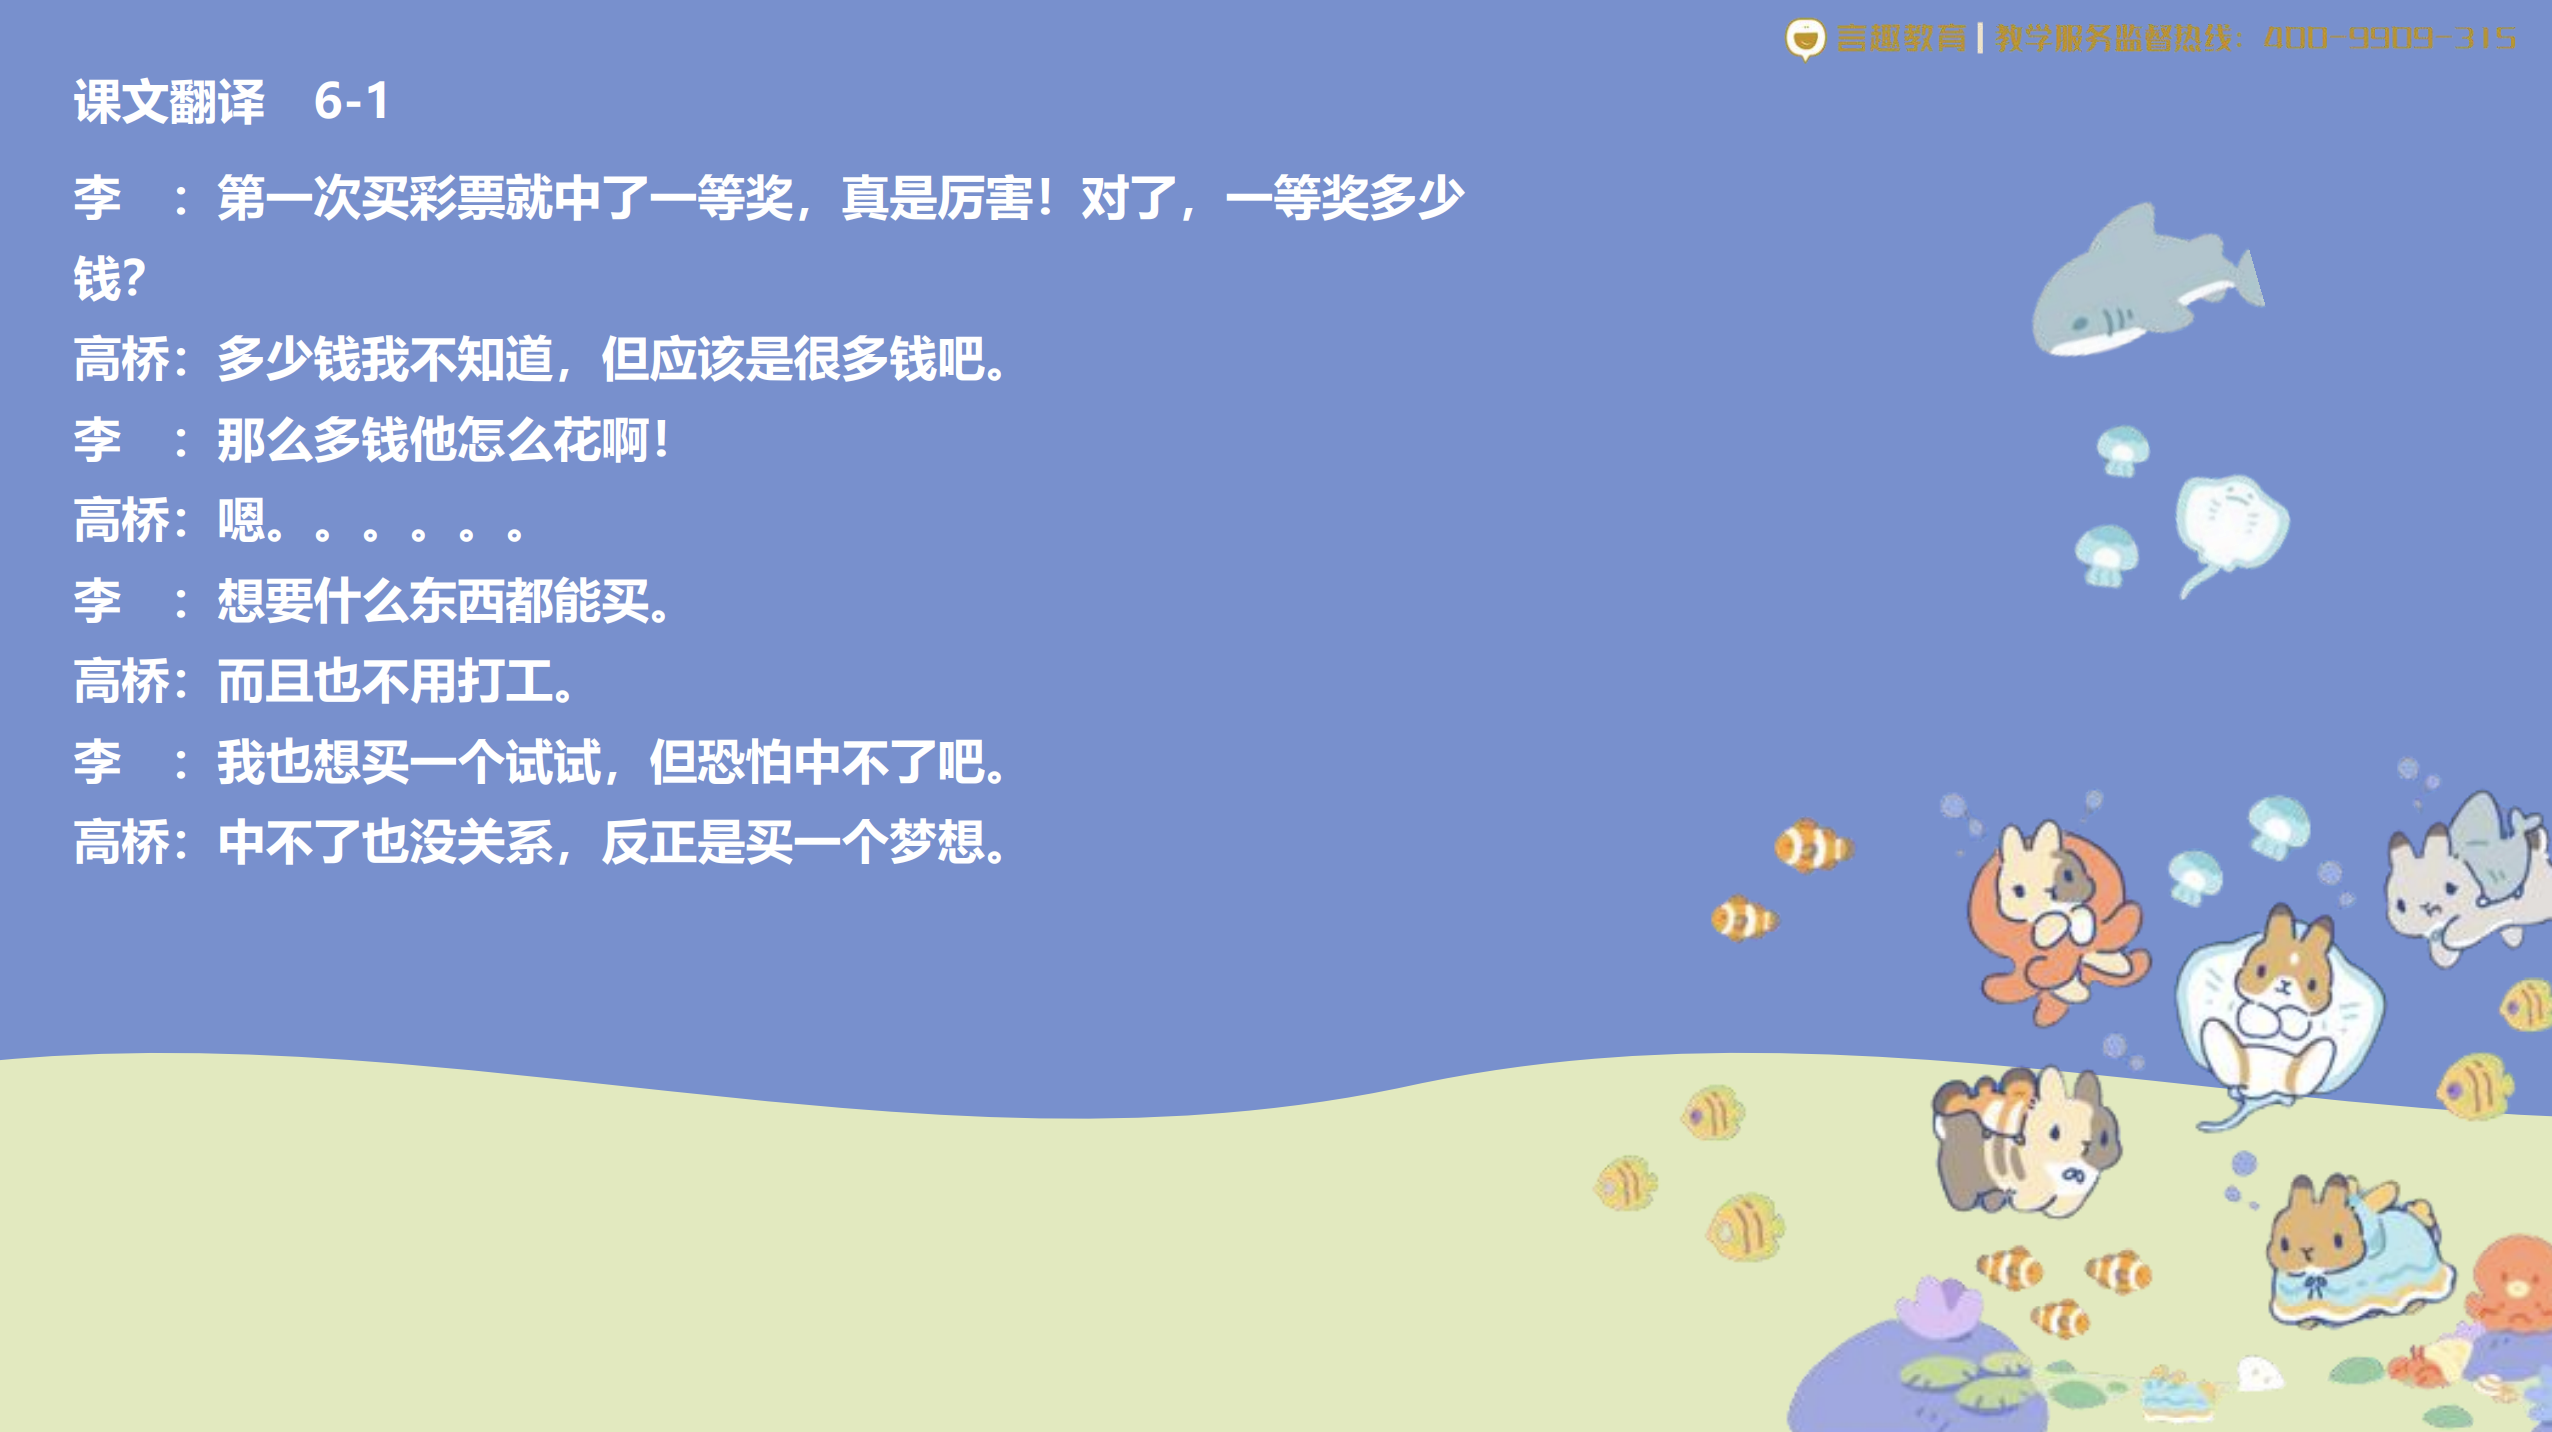 言趣教育 | 教学服务监督热线：400-9909-315
课文翻译　6-1
李　：第一次买彩票就中了一等奖，真是厉害！对了，一等奖多少
钱？
高桥：多少钱我不知道，但应该是很多钱吧。
李　：那么多钱他怎么花啊！
高桥：嗯。。。。。。
李　：想要什么东西都能买。
高桥：而且也不用打工。
李　：我也想买一个试试，但恐怕中不了吧。
高桥：中不了也没关系，反正是买一个梦想。